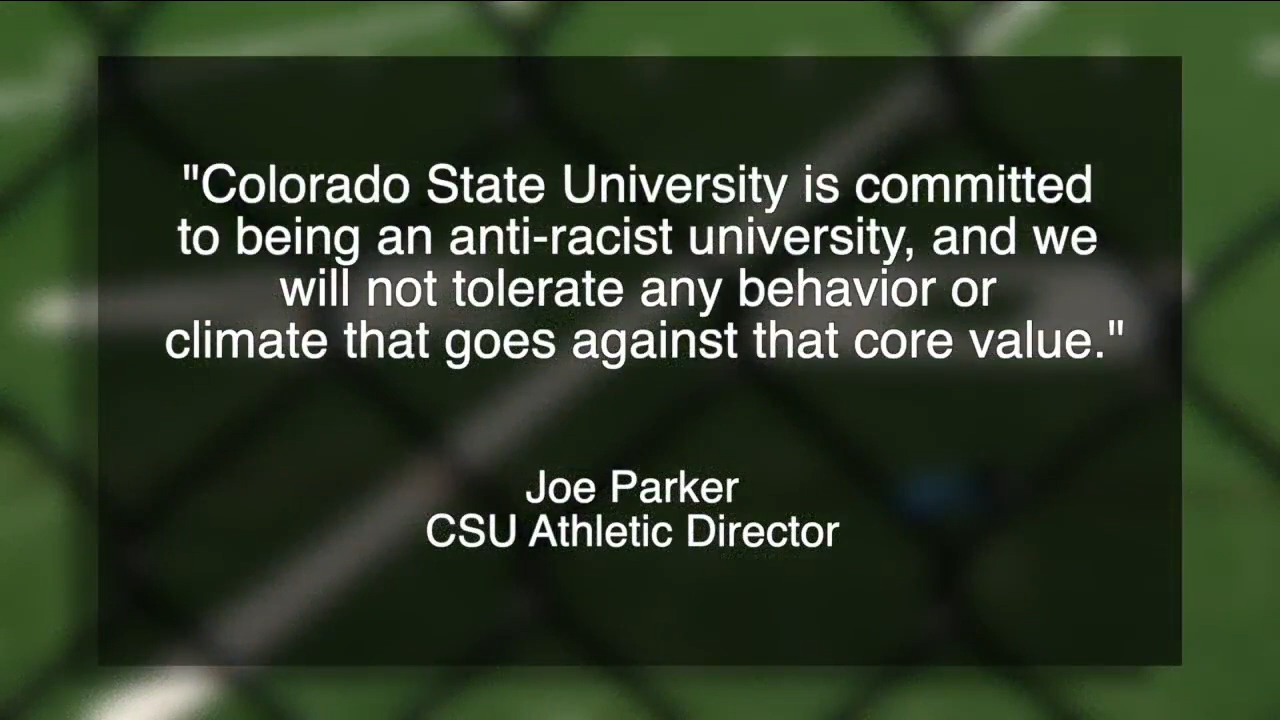 "Colorado State University is committed
to being an anti-racist university, and we
will not tolerate any behavior or
climate that goes against that core value."
Joe Parker
CSU Athletic Director